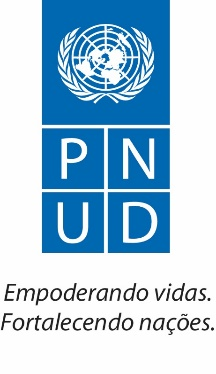 P N
U D
Empoderando vidas.
Fortalecendo nações.